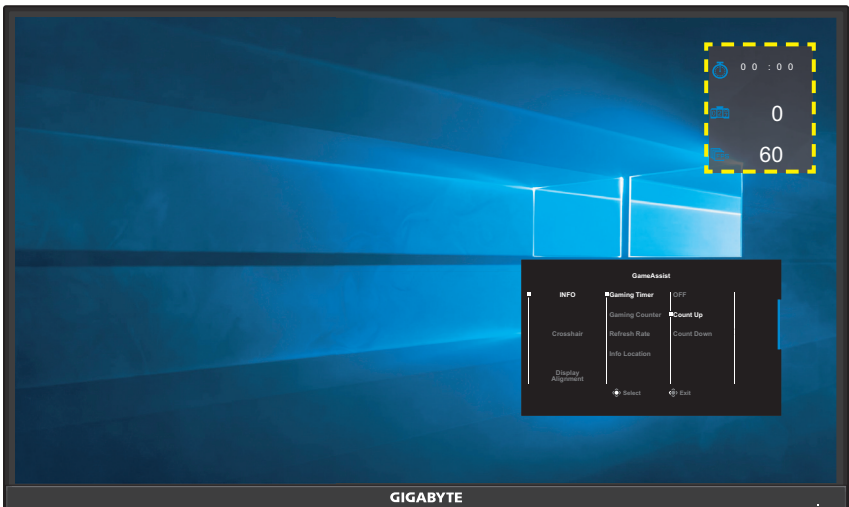 00:00
0
60
GameAssist
INFO Gaming Timer OFF
Gaming Counter Count Up
Crosshair Refresh Rate Count Down
Info Location
Display
Alignment
Select Exit
GIGABYTE